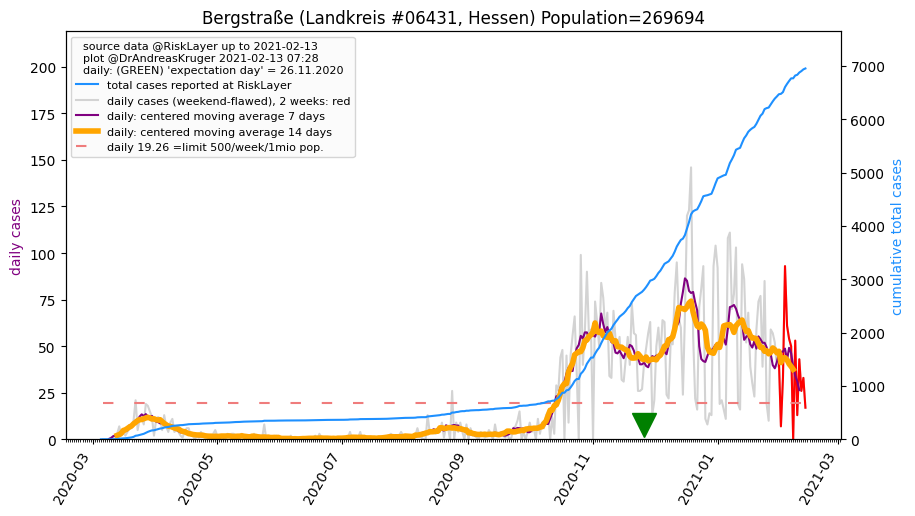 Bergstraße (Landkreis #06431, Hessen) Population=269694
source data @RiskLayer up to 2021-02-13
plot @DrAndreasKruger 2021-02-13 07:28
daily: (GREEN) 'expectation day' = 26.11.2020
total cases reported at RiskLayer
daily cases (weekend-flawed), 2 weeks: red
daily: centered moving average 7 days
daily: centered moving average 14 days
daily 19.26 =limit 500/week/1mio pop.
daily cases
200
175
150
125
100
75
50
25
0
7000
6000
5000
4000
3000
2000
1000
0
cumulative total cases
2020-03
2020-05
2020-07
2020-09
2020-11
2021-01
2021-03